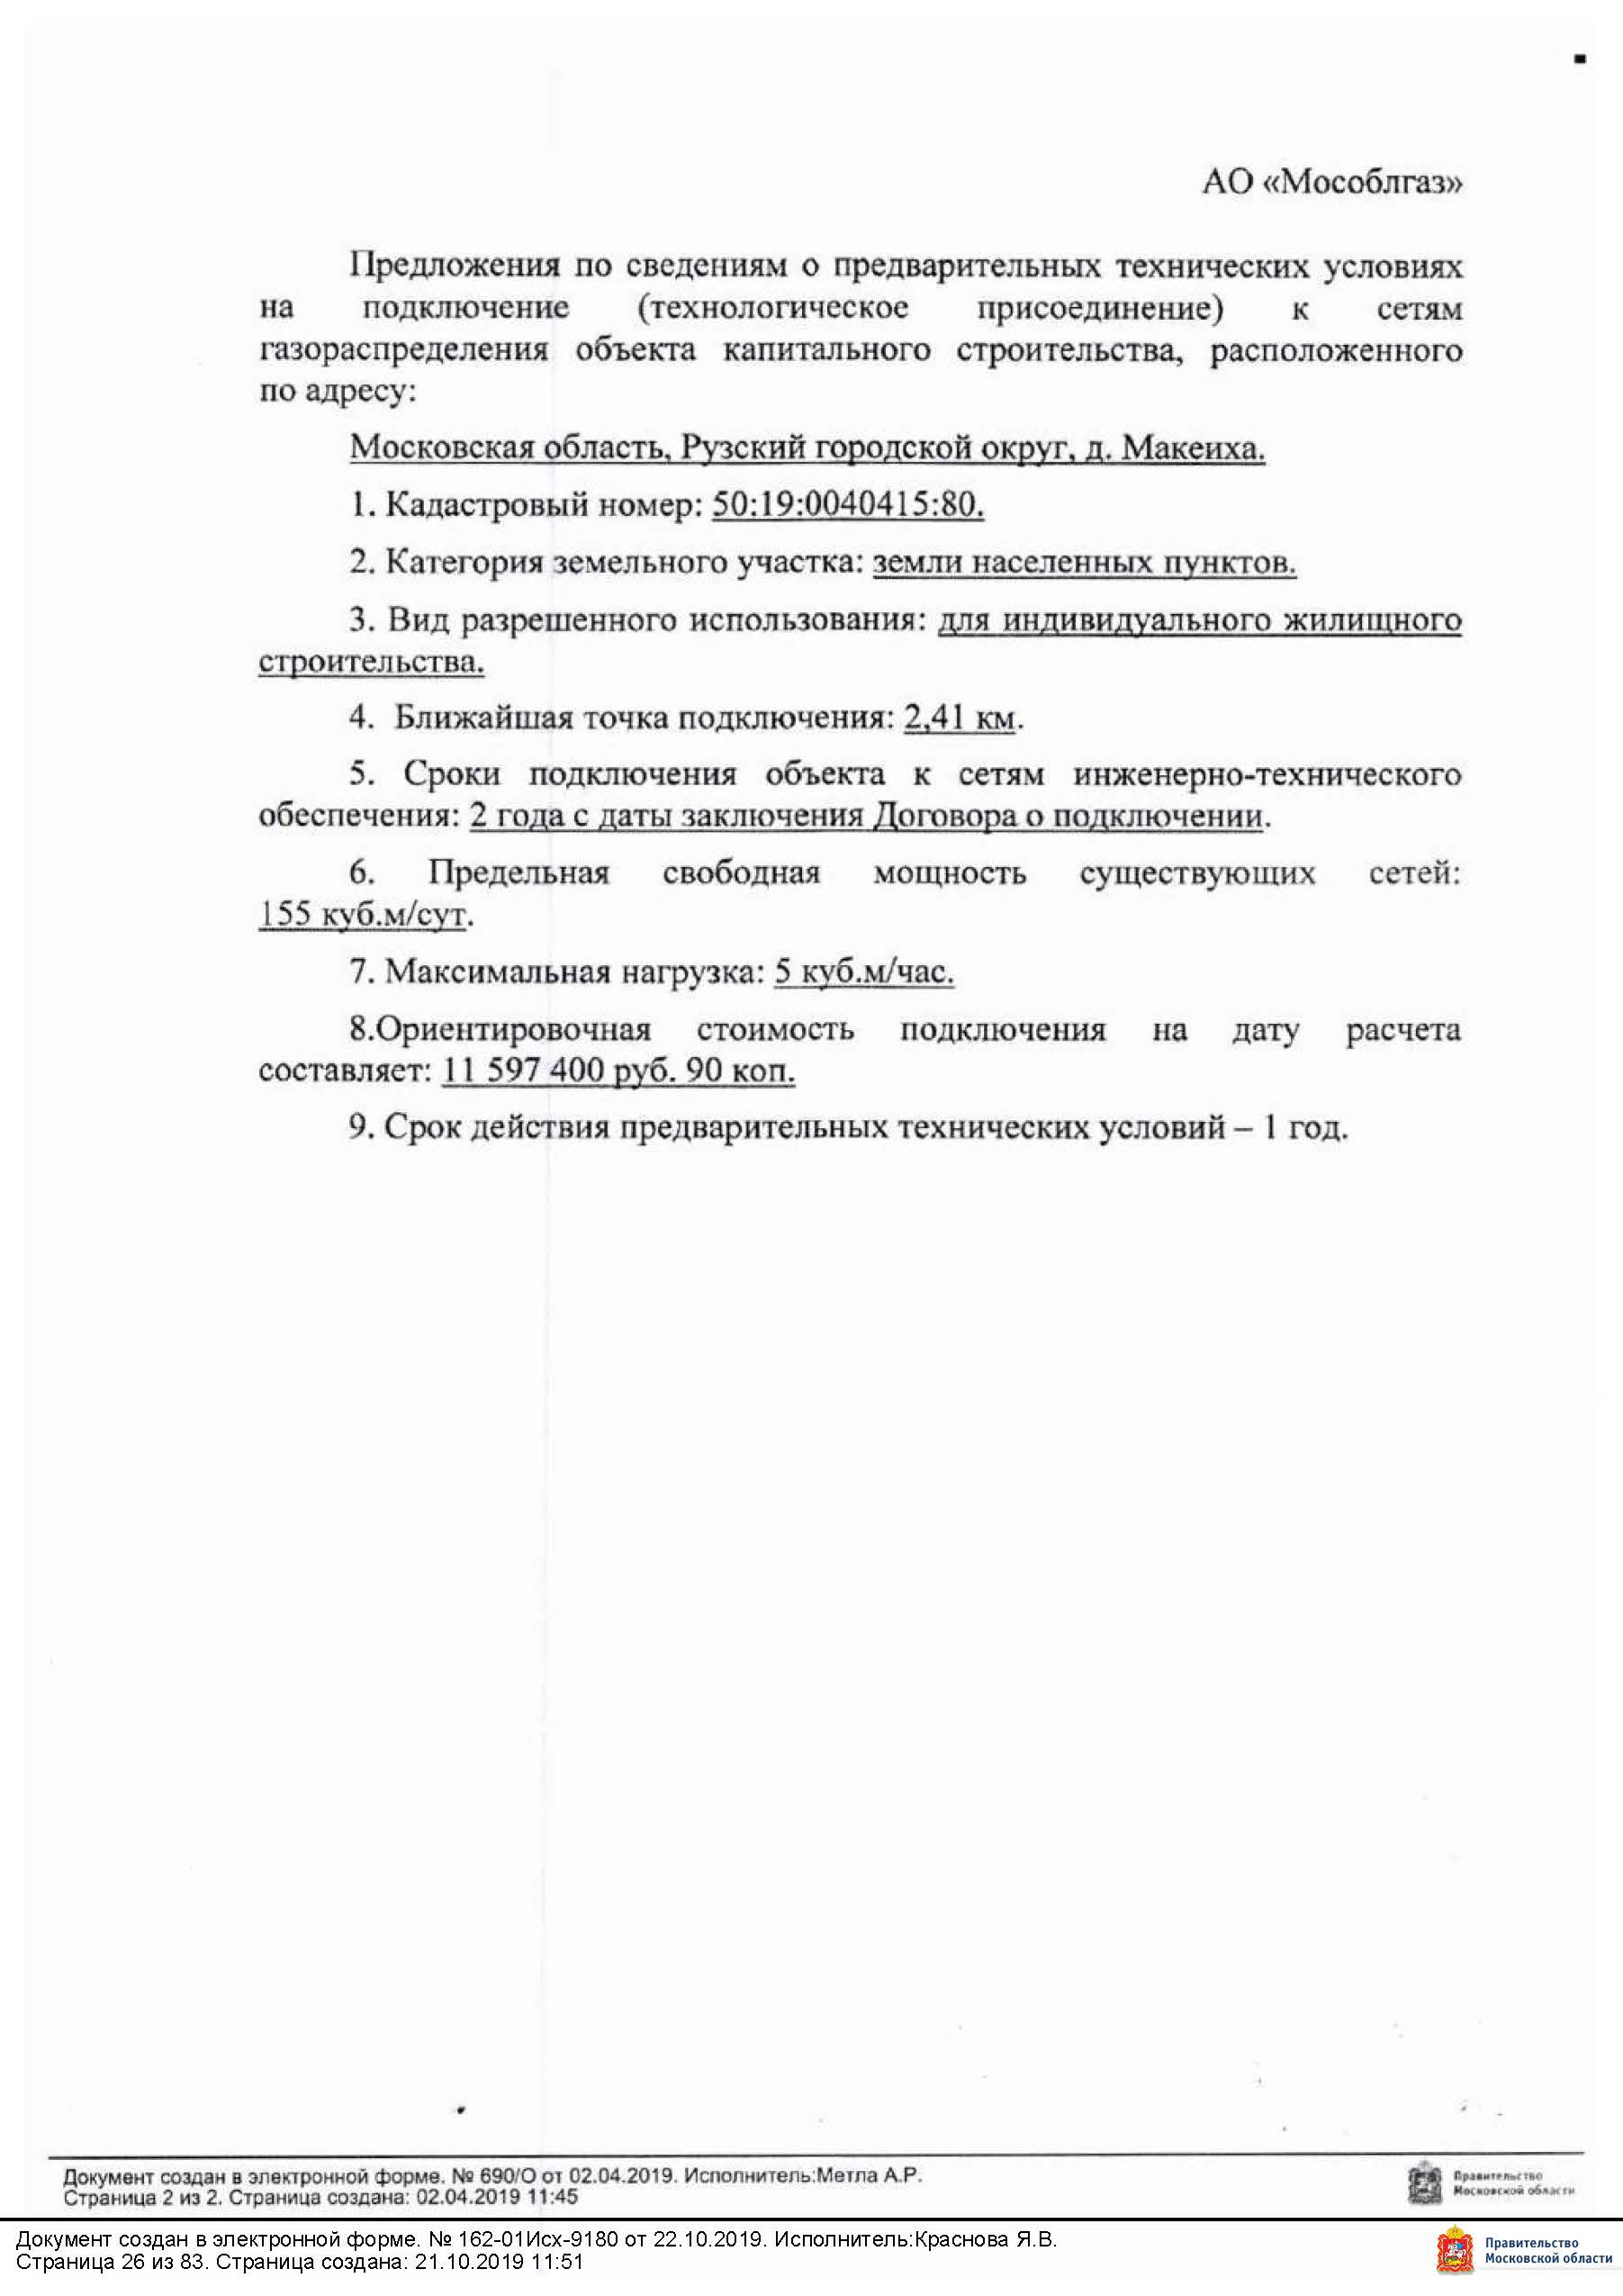 АО «Мособлгаз»
Предложения по сведениям о предварительных технических условиях
на подключение (технологическое присоединение) к сетям
газораспределения объекта капитального строительства, расположенного
по адресу:
Московская область, Рузский городской округ, д. Макеиха.
1. Кадастровый номер: 50:19:0040415:80.
2. Категория земельного участка: земли населенных пунктов.
3. Вид разрешенного использования: для индивидуального жилищного
строительства.
4. Ближайшая точка подключения: 2,41 км.
5. Сроки подключения объекта к сетям инженерно-технического
обеспечения: 2 года с даты заключения Договора о подключении.
6. Предельная свободная мощность существующих сетей:
155 куб.м/сут.
7. Максимальная нагрузка: 5 куб.м/час.
8.Ориентировочная стоимость подключения на дату расчета
составляет: 11 597 400 руб. 90 коп.
9. Срок действия предварительных технических условий – 1 год.
Документ создан в электронной форме. № 690/О от 02.04.2019. Исполнитель:Метла А.Р.
Страница 2 из 2. Страница создана: 02.04.2019 11:45
Правительство
Московской области
Документ создан в электронной форме. № 162-01Исх-9180 от 22.10.2019. Исполнитель:Краснова Я.В.
Страница 26 из 83. Страница создана: 21.10.2019 11:51
Правительство
Московской области